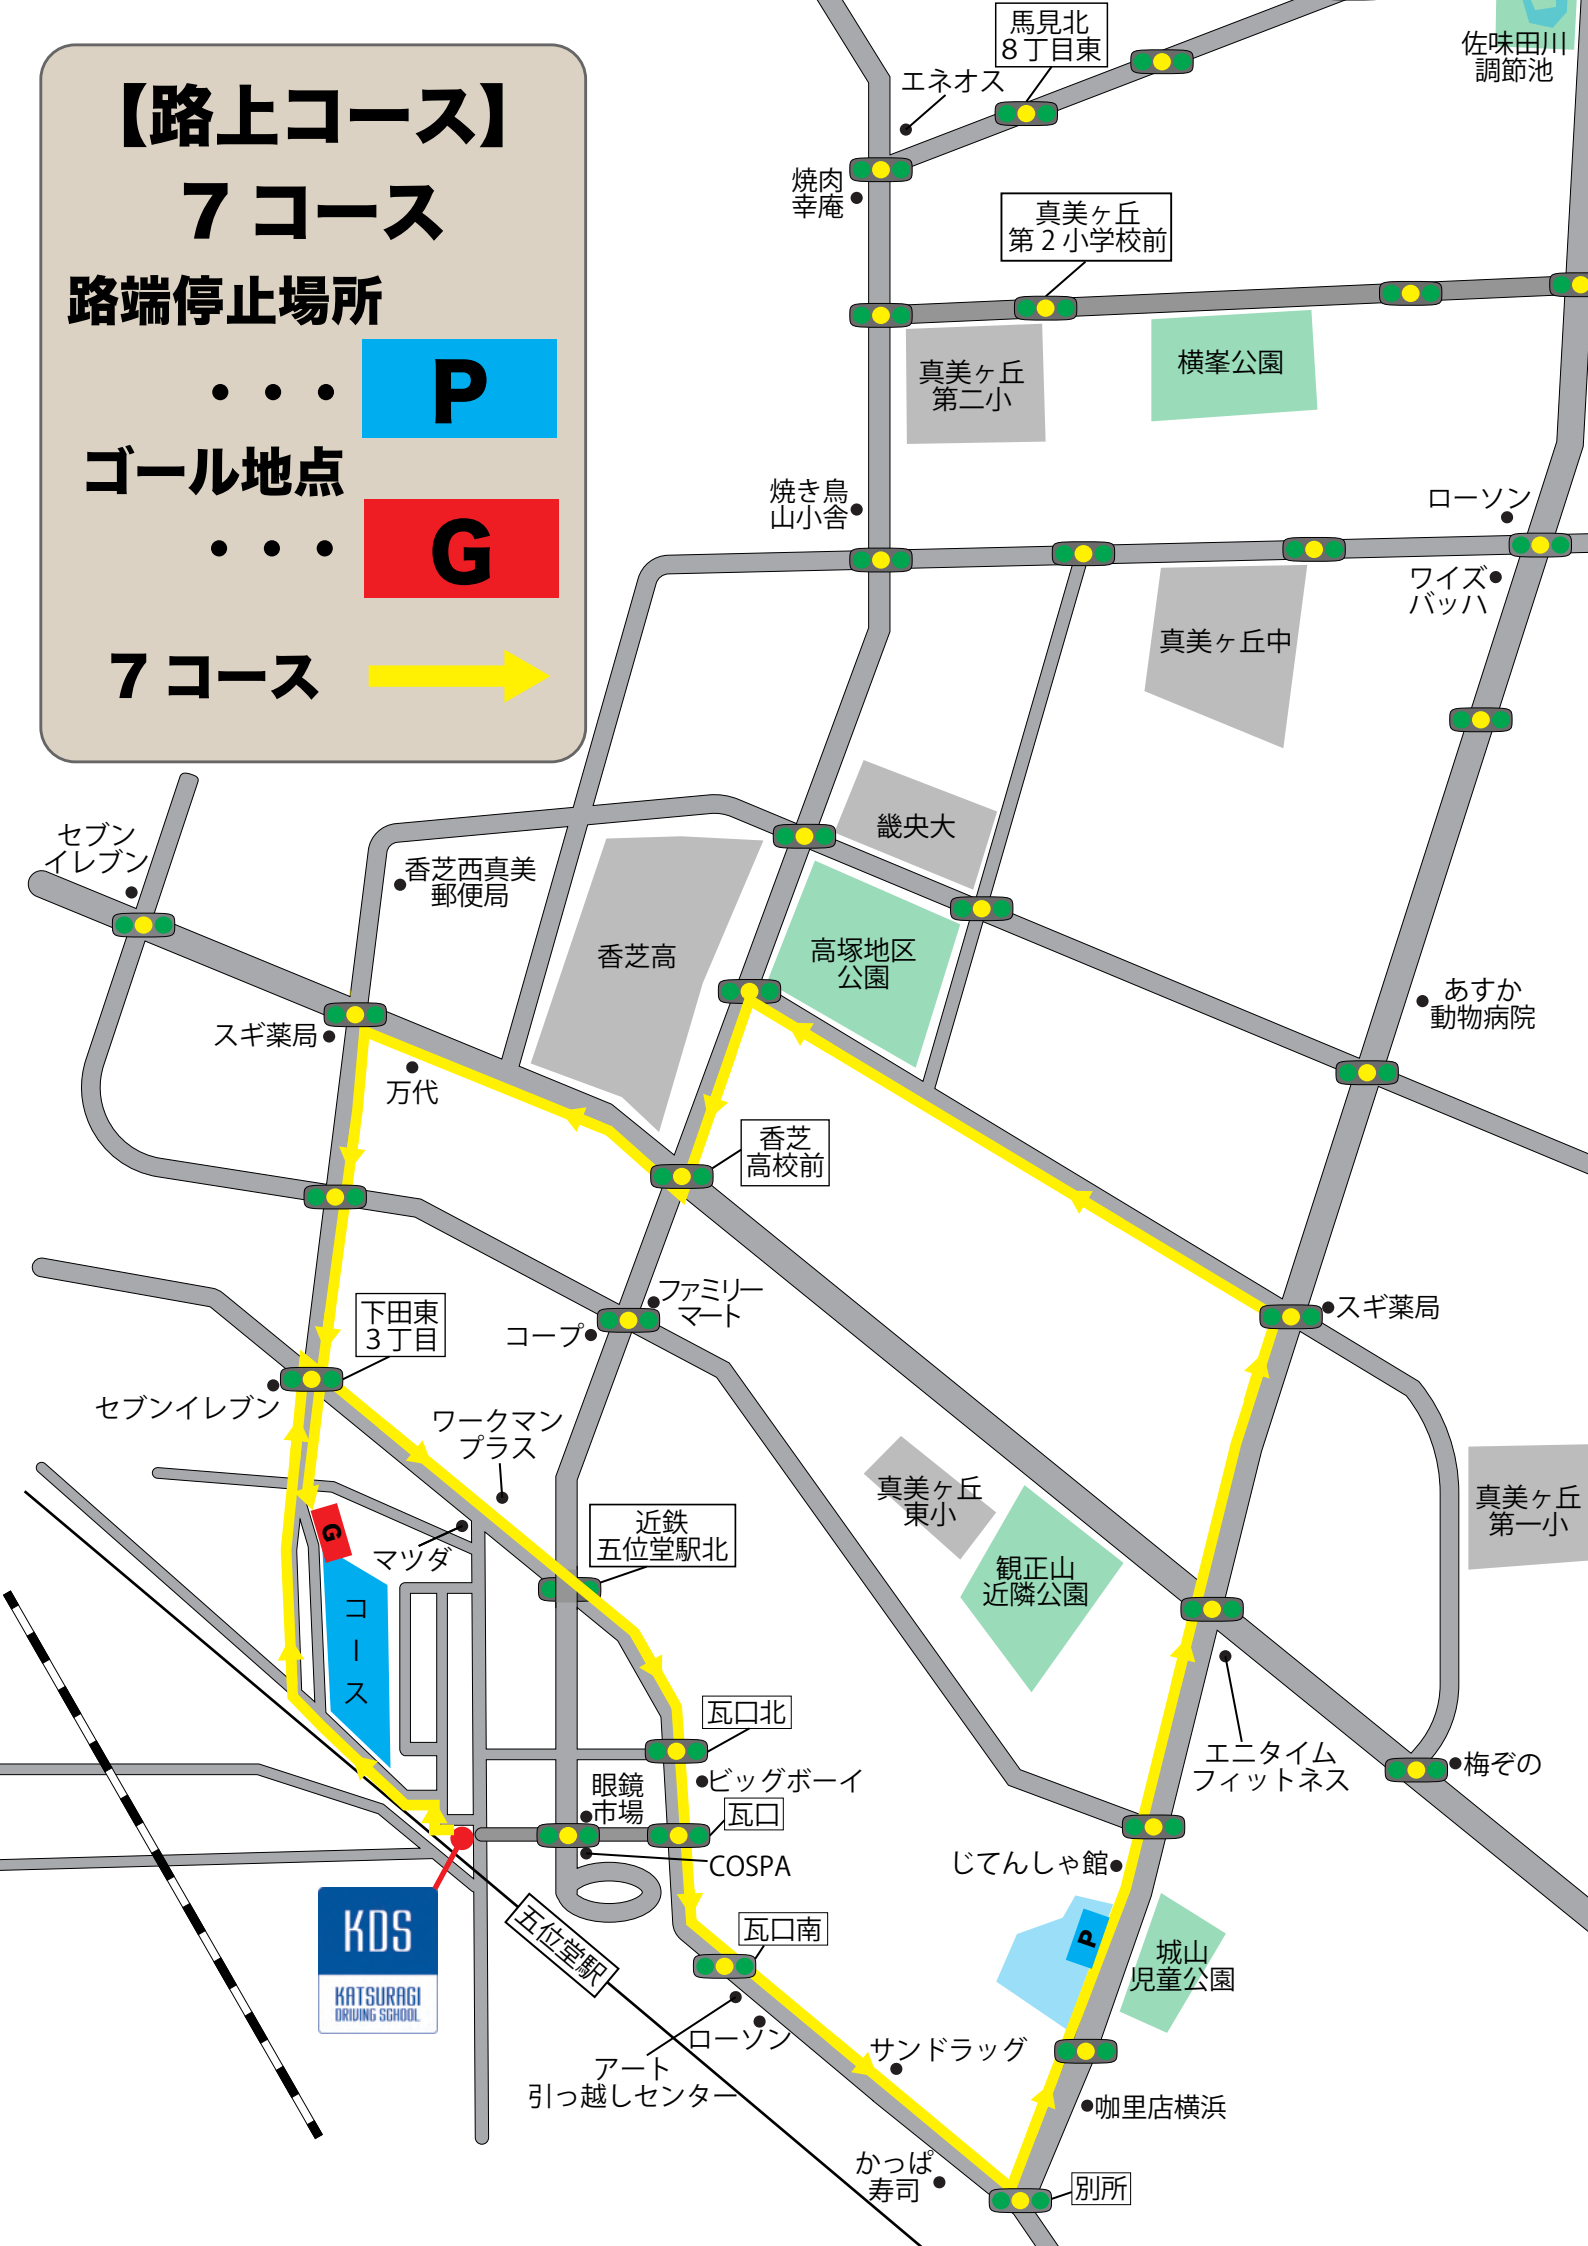 【路上コース】
7 コース
路端停止場所
・・・ P
ゴール地点
・・・ G
7 コース
馬見北
8丁目東
エネオス
佐味田川
調節池
焼肉
幸庵
真美ヶ丘
第2小学校前
真美ヶ丘
第二小
横峯公園
焼き鳥
山小舎
ローソン
ワイズ
バッハ
真美ヶ丘中
畿央大
セブン
イレブン
香芝西真美
郵便局
香芝高
高塚地区
公園
あすか
動物病院
スギ薬局
万代
香芝
高校前
ファミリー
マート
コープ
スギ薬局
下田東
3丁目
セブンイレブン
ワークマン
プラス
マツダ
近鉄
五位堂駅北
真美ヶ丘
東小
観正山
近隣公園
真美ヶ丘
第一小
G
コース
瓦口北
ビッグボーイ
眼鏡
市場
瓦口
COSPA
エニタイム
フィットネス
梅ぞの
じてんしゃ館
P
城山
児童公園
KDS
KATSURAGI
DRIVING SCHOOL
五位堂駅
瓦口南
ローソン
アート
引っ越しセンター
サンドラッグ
咖里店横浜
かっぱ
寿司
別所